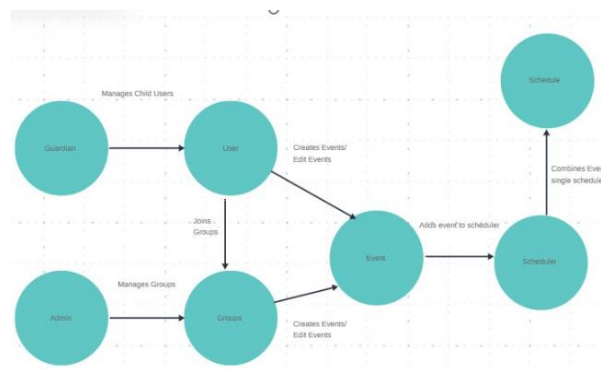 Schedule
Manages Child Users
Guardian
User
Creates Events/
Edit Events
Combines Eve
single schedule
Joins
Groups
Adds event to scheduler
Event
Scheduler
Manages Groups
Admin
Groups
Creates Events/
Edit Events